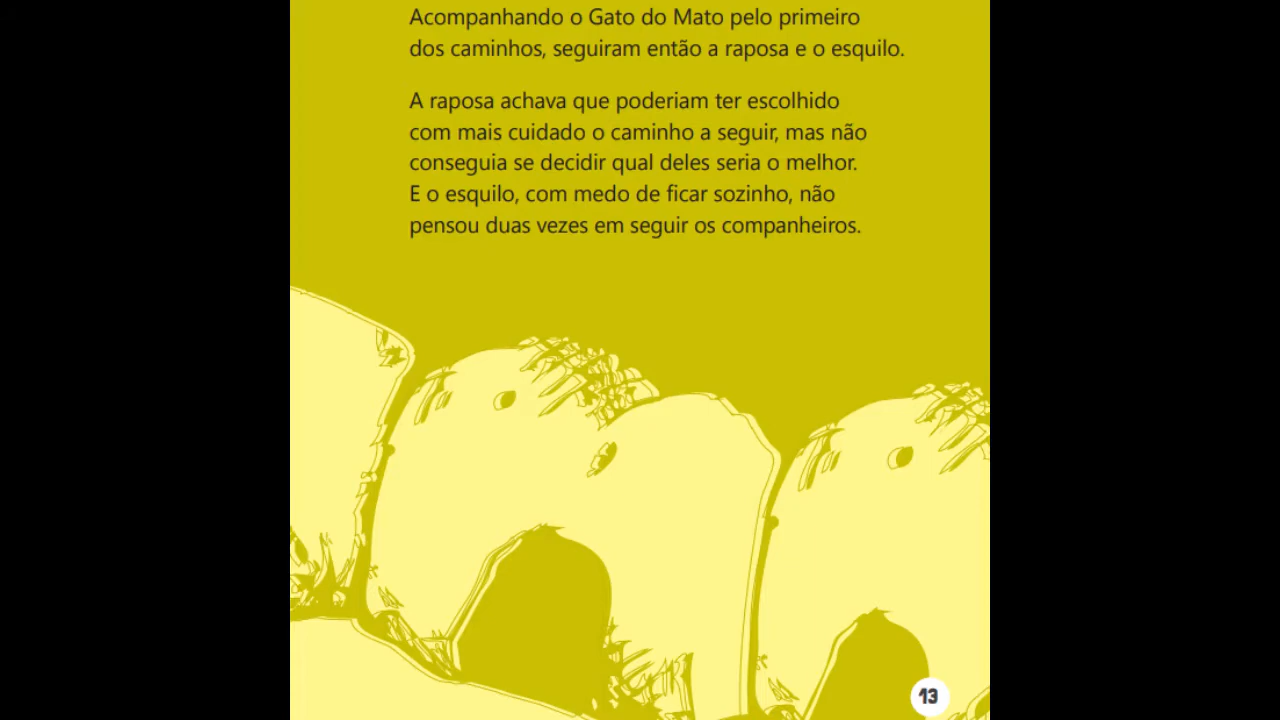 Acompanhando o Gato do Mato pelo primeiro
dos caminhos, seguiram então a raposa e o esquilo.
A raposa achava que poderiam ter escolhido
com mais cuidado o caminho a seguir, mas não
conseguia se decidir qual deles seria o melhor.
E o esquilo, com medo de ficar sozinho, não
pensou duas vezes em seguir os companheiros.
13